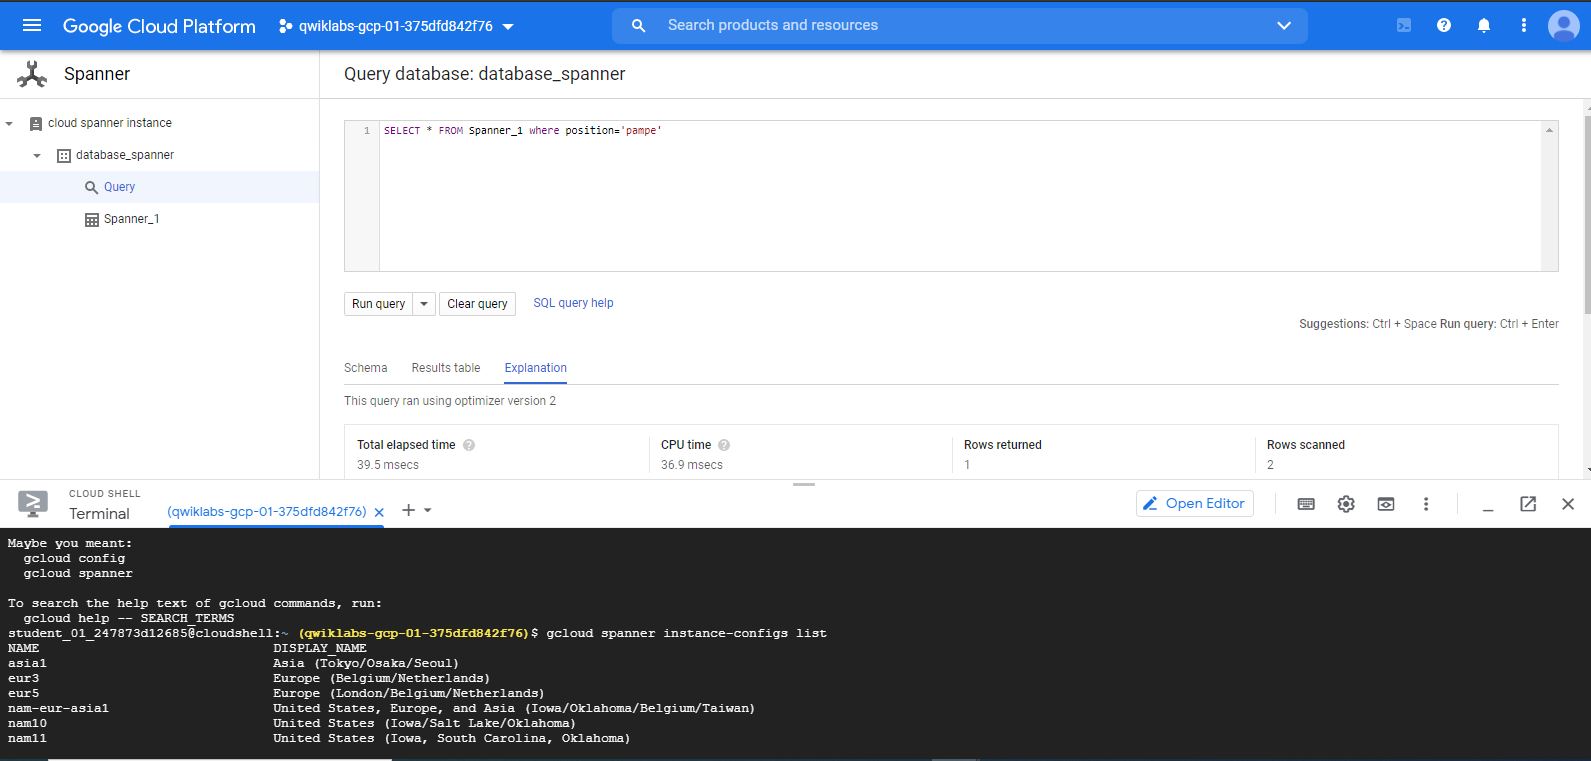 Google Cloud Platform
qwiklabs-gcp-01-375dfd842f76
Search products and resources
Spanner
Query database: database_spanner
cloud spanner instance
database_spanner
Query
Spanner_1
1 SELECT * FROM Spanner_1 where position='pampe'
Run query
Clear query
SQL query help
Suggestions: Ctrl + Space Run query: Ctrl + Enter
Schema
Results table
Explanation
This query ran using optimizer version 2
Total elapsed time
39.5 msecs
CPU time
36.9 msecs
Rows returned
1
Rows scanned
2
CLOUD SHELL
Terminal
(qwiklabs-gcp-01-375dfd842f76)
Open Editor
Maybe you meant:
gcloud config
gcloud spanner
To search the help text of gcloud commands, run:
gcloud help -- SEARCH_TERMS
student_01_247873d12685@cloudshell:~ (qwiklabs-gcp-01-375dfd842f76)$ gcloud spanner instance-configs list
NAME DISPLAY_NAME
asia1 Asia (Tokyo/Osaka/Seoul)
eur3 Europe (Belgium/Netherlands)
eur5 Europe (London/Belgium/Netherlands)
nam-eur-asia1 United States, Europe, and Asia (Iowa/Oklahoma/Belgium/Taiwan)
nam10 United States (Iowa/Salt Lake/Oklahoma)
nam11 United States (Iowa, South Carolina, Oklahoma)